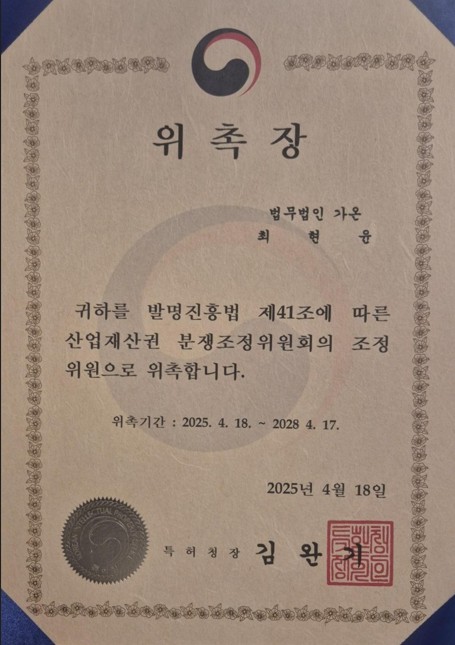 위 촉 장
법무법인 가온
최 현 윤
귀하를 발명진흥법 제41조에 따른
산업재산권 분쟁조정위원회의 조정
위원으로 위촉합니다.
위촉기간 : 2025. 4. 18. ~ 2028 4. 17.
2025년 4월 18일
특 허 청 장 김 완 기